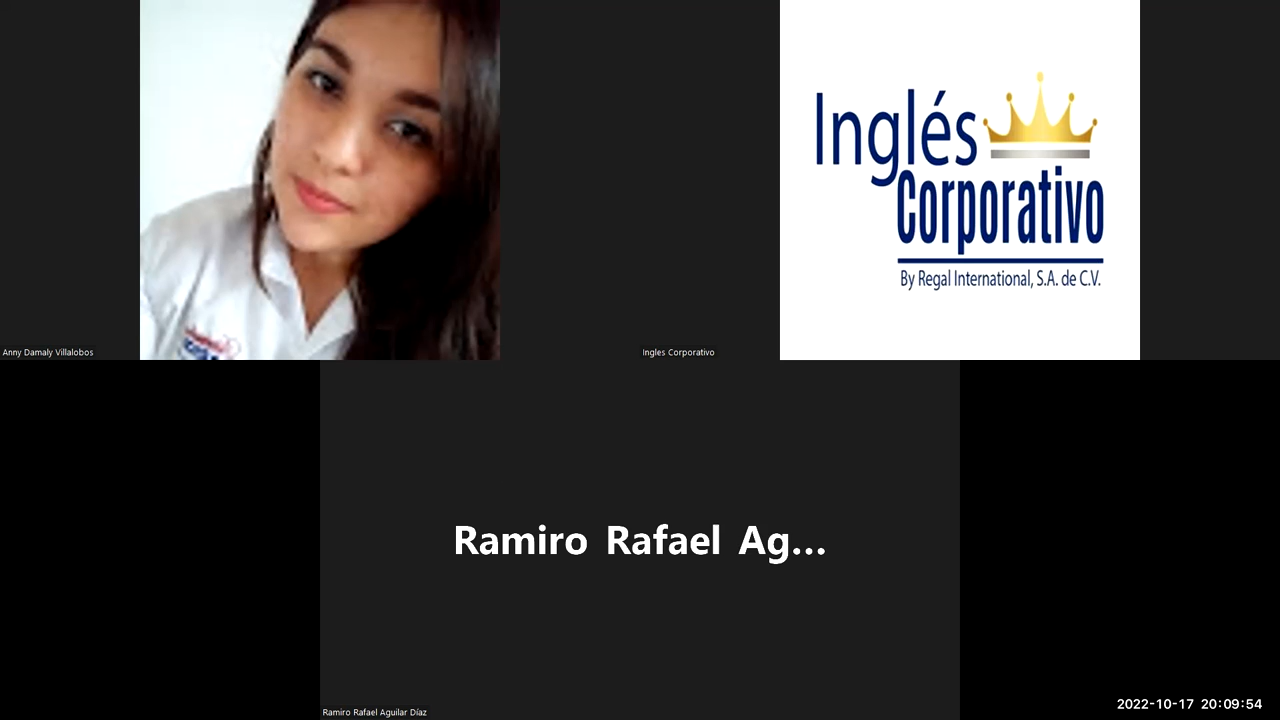 Inglés
Corporativo
By Regal International, S.A. de C.V.
Anny Damaly Villalobos
Ingles Corporativo
Ramiro Rafael Ag...
Ramiro Rafael Aguilar Díaz
2022-10-17 20:09:54